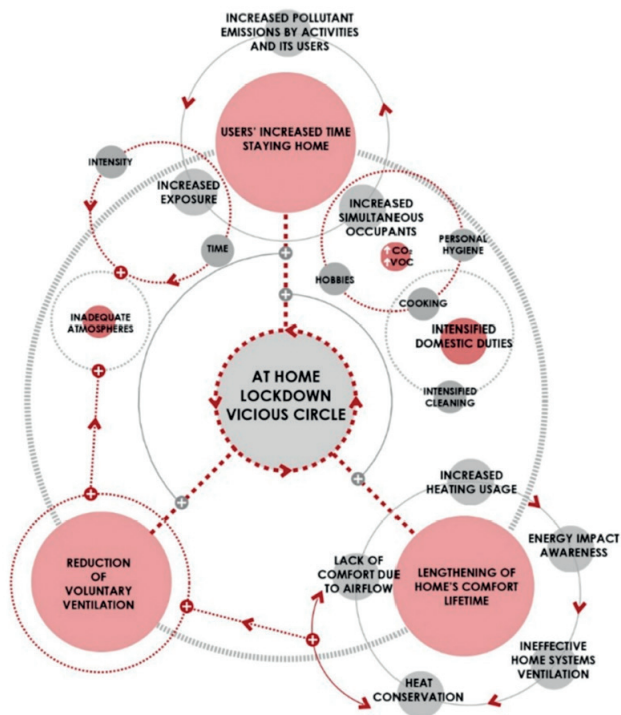 INCREASED POLLUTANT
EMISSIONS BY ACTIVITIES
AND ITS USERS
USERS' INCREASED TIME
STAYING HOME
INTENSITY
INCREASED
EXPOSURE
TIME
INCREASED
SIMULTANEOUS
OCCUPANTS
↑CO₂
↑VOC
PERSONAL
HYGIENE
HOBBIES
COOKING
INADEQUATE
ATMOSPHERES
INTENSIFIED
DOMESTIC DUTIES
INTENSIFIED
CLEANING
AT HOME
LOCKDOWN
VICIOUS CIRCLE
INCREASED
HEATING USAGE
ENERGY IMPACT
AWARENESS
REDUCTION
OF
VOLUNTARY
VENTILATION
LACK OF
COMFORT DUE
TO AIRFLOW
LENGTHENING OF
HOME'S COMFORT
LIFETIME
INEFFECTIVE
HOME SYSTEMS
VENTILATION
HEAT
CONSERVATION